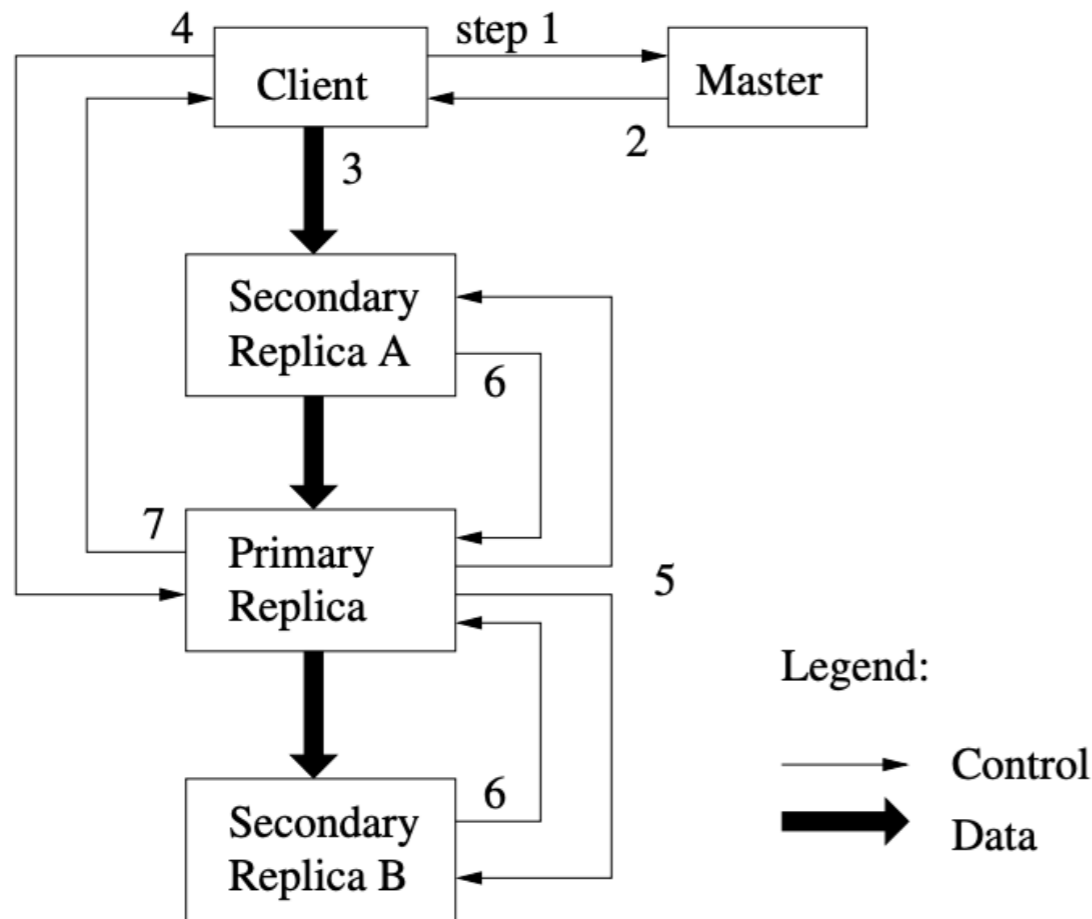 4
step 1
Client
Master
2
3
Secondary
Replica A
6
7
Primary
Replica
5
Legend:
Control
6
Secondary
Replica B
Data